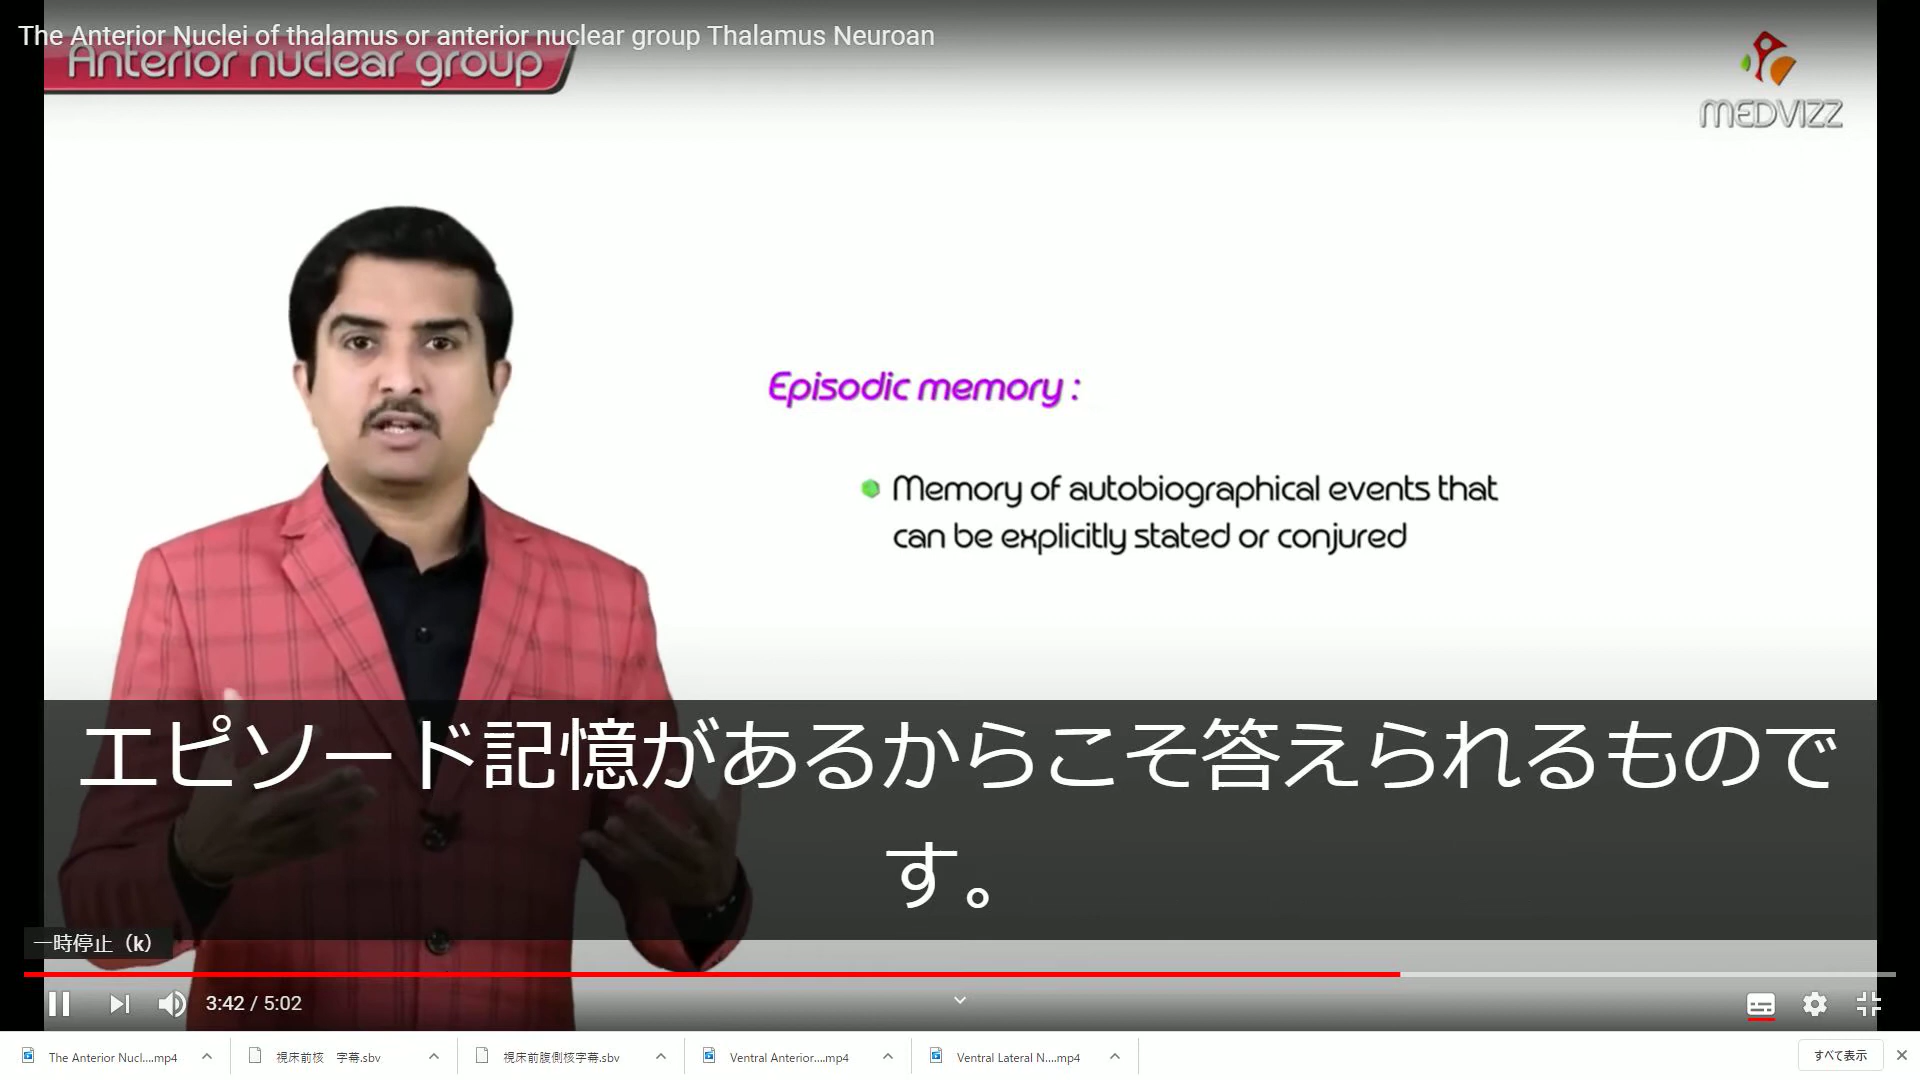 The Anterior Nuclei of thalamus or anterior nuclear group Thalamus Neuroan
Anterior nuclear group
MEDVIZZ
Episodic memory :
Memory of autobiographical events that
can be explicitly stated or conjured
エピソード記憶があるからこそ答えられるもので
す。
一時停止（k）
3:42 / 5:02
The Anterior Nucl....mp4
視床前核　字幕.sbv
視床前腹側核字幕.sbv
Ventral Anterior....mp4
Ventral Lateral N....mp4
すべて表示